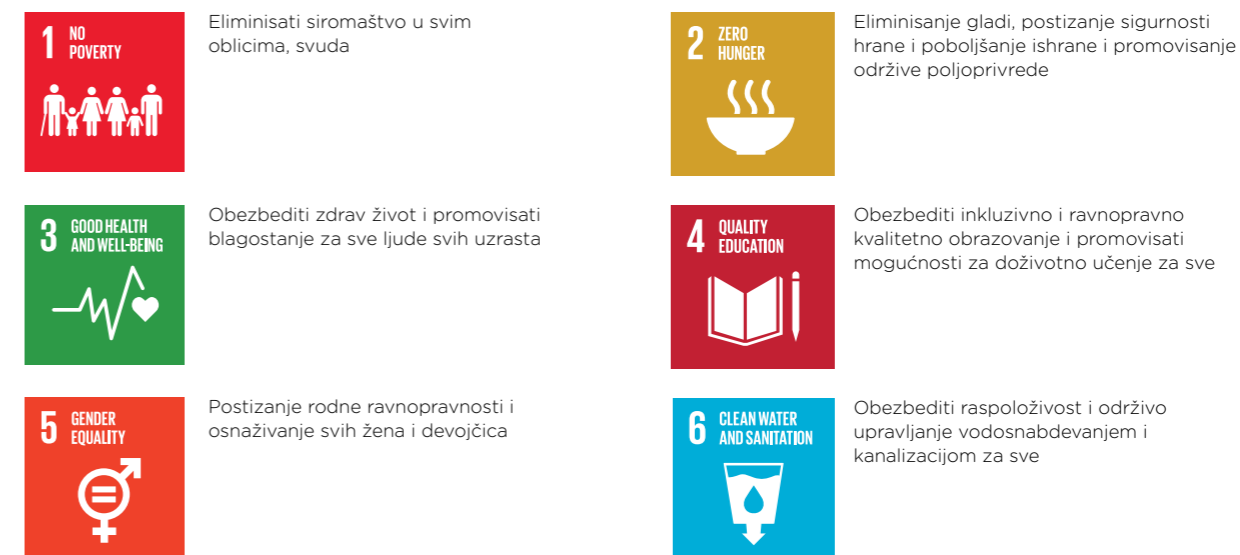 1 NO
POVERTY
Eliminisati siromaštvo u svim
oblicima, svuda
2 ZERO
HUNGER
Eliminisanje gladi, postizanje sigurnosti
hrane i poboljšanje ishrane i promovisanje
održive poljoprivrede
3 GOOD HEALTH
AND WELL-BEING
Obezbediti zdrav život i promovisati
blagostanje za sve ljude svih uzrasta
4 QUALITY
EDUCATION
Obezbediti inkluzivno i ravnopravno
kvalitetno obrazovanje i promovisati
mogućnosti za doživotno učenje za sve
5 GENDER
EQUALITY
Postizanje rodne ravnopravnosti i
osnaživanje svih žena i devojčica
6 CLEAN WATER
AND SANITATION
Obezbediti raspoloživost i održivo
upravljanje vodosnabdevanjem i
kanalizacijom za sve